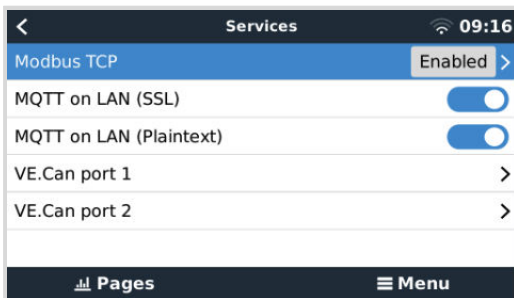 Services 09:16
Modbus TCP Enabled
MQTT on LAN (SSL)
MQTT on LAN (Plaintext)
VE.Can port 1
VE.Can port 2
Pages Menu